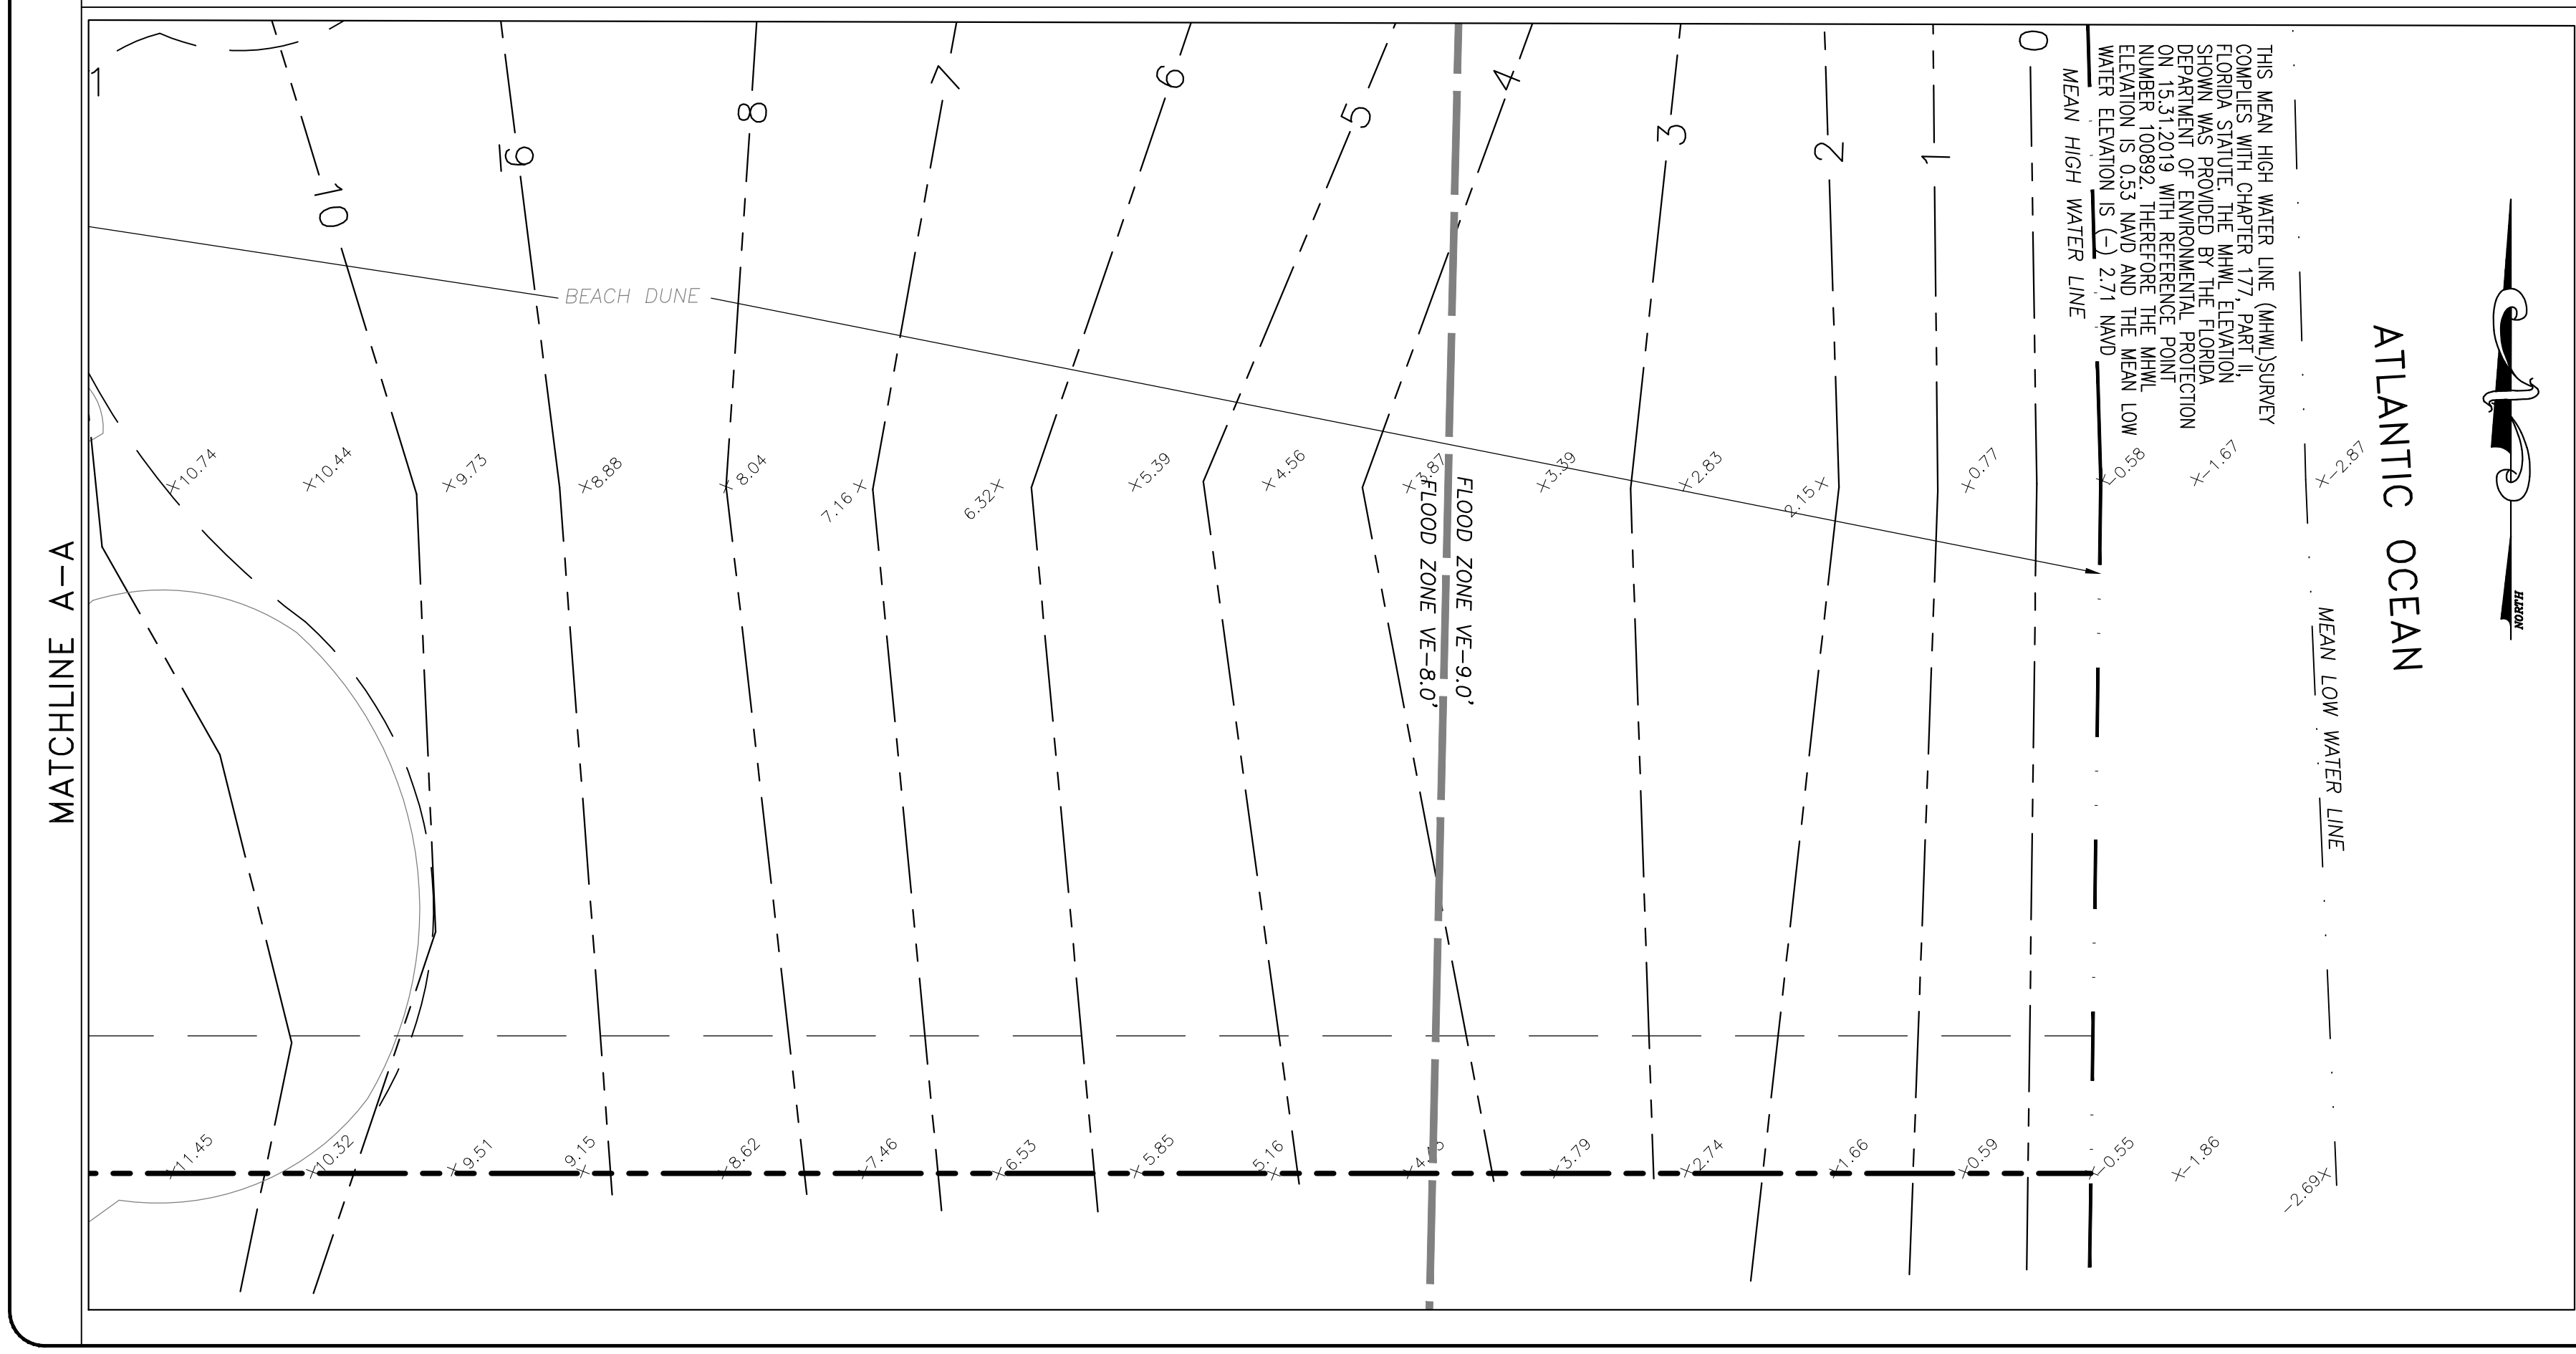 MATCHLINE A-A
1
10
9
8
7
6
5
4
3
2
1
0
BEACH DUNE
MEAN HIGH WATER LINE
THIS MEAN HIGH WATER LINE (MHWL)SURVEY
COMPLIES WITH CHAPTER 177, PART II,
FLORIDA STATUTE. THE MHWL ELEVATION
SHOWN WAS PROVIDED BY THE FLORIDA
DEPARTMENT OF ENVIRONMENTAL PROTECTION
ON 15.31.2019 WITH REFERENCE POINT
NUMBER 100892. THEREFORE THE MHWL
ELEVATION IS 0.53 NAVD AND THE MEAN LOW
WATER ELEVATION IS (-) 2.71 NAVD
ATLANTIC OCEAN
NORTH
MEAN LOW WATER LINE
FLOOD ZONE VE-9.0'
FLOOD ZONE VE-8.0'
10.74
10.44
9.73
8.88
8.04
7.16
6.32
5.39
4.56
3.87
3.39
2.83
2.15
0.77
-0.58
-1.67
-2.87
11.45
10.32
9.51
9.15
8.62
7.46
6.53
5.85
5.16
3.79
2.74
1.66
0.59
-0.55
-1.86
-2.69